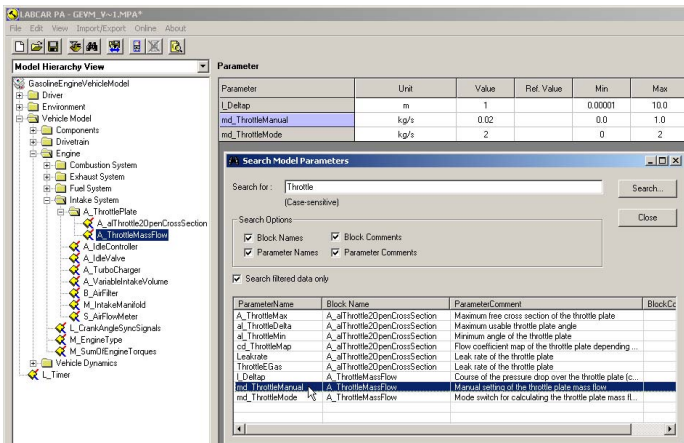 LABCAR PA - GEVM_V~1.MPA*
File Edit View Import/Export Online About
Model Hierarchy View
GasolineEngineVehicleModel
Driver
Environment
Vehicle Model
Components
Drivetrain
Engine
Combustion System
Exhaust System
Fuel System
Intake System
A_ThrottlePlate
A_alThrottle2OpenCrossSection
A_ThrottleMassFlow
A_IdleController
A_IdleValve
A_TurboCharger
A_VariableIntakeVolume
B_AirFilter
M_IntakeManifold
S_AirFlowMeter
L_CrankAngleSyncSignals
M_EngineType
M_SumOfEngineTorques
Vehicle Dynamics
L_Timer
Parameter
Parameter Unit Value Ref. Value Min Max
l_Deltap m 1 0.00001 10.0
md_ThrottleManual kg/s 0.02 0.0 1.0
md_ThrottleMode kg/s 2 0 2
Search Model Parameters
Search for : Throttle Search...
(Case-sensitive)
Close
Search Options
Block Names Block Comments
Parameter Names Parameter Comments
Search filtered data only
ParameterName Block Name ParameterComment BlockCc
A_ThrottleMax A_alThrottle2OpenCrossSection Maximum free cross section of the throttle plate
al_ThrottleDelta A_alThrottle2OpenCrossSection Maximum usable throttle plate angle
al_ThrottleMin A_alThrottle2OpenCrossSection Minimum angle of the throttle plate
cd_ThrottleMap A_alThrottle2OpenCrossSection Flow coefficient map of the throttle plate depending ...
Leakrate A_alThrottle2OpenCrossSection Leak rate of the throttle plate
ThrottleEGas A_alThrottle2OpenCrossSection Leak rate of the throttle plate
l_Deltap A_ThrottleMassFlow Course of the pressure drop over the throttle plate (c...
md_ThrottleManual A_ThrottleMassFlow Manual setting of the throttle plate mass flow
md_ThrottleMode A_ThrottleMassFlow Mode switch for calculating the throttle plate mass fl...